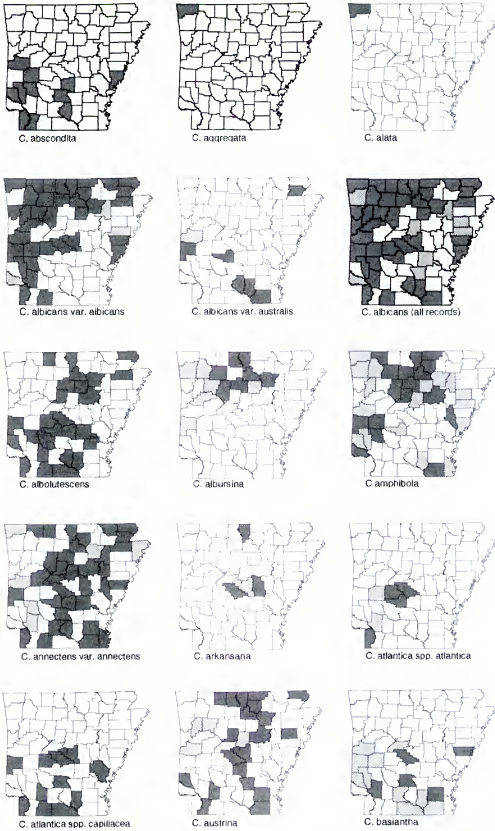 C. abscondita
C. aggregata
C. alata
C. albicans var. albicans
C. albicans var. australis
C. albicans (all records)
C. albolutescens
C. albursina
C amphibola
C. annectens var. annectens
C. arkansana
C. atlantica spp. atlantica
C. atlantica spp. capillacea
C. austrina
C. basiantha